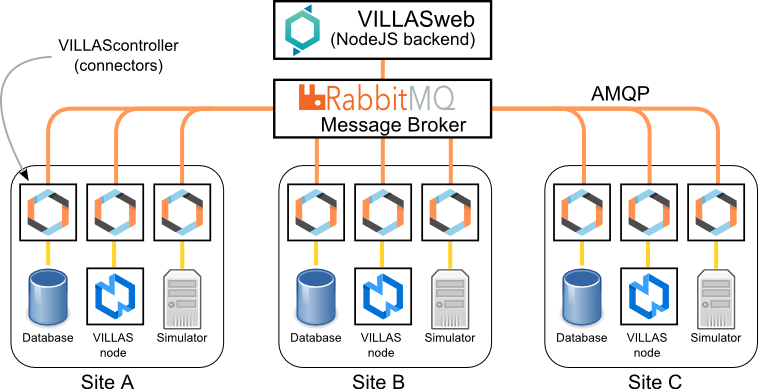 VILLASweb
(NodeJS backend)
VILLAScontroller
(connectors)
RabbitMQ
Message Broker
AMQP
Database
VILLAS
node
Simulator
Database
VILLAS
node
Simulator
Database
VILLAS
node
Simulator
Site A
Site B
Site C